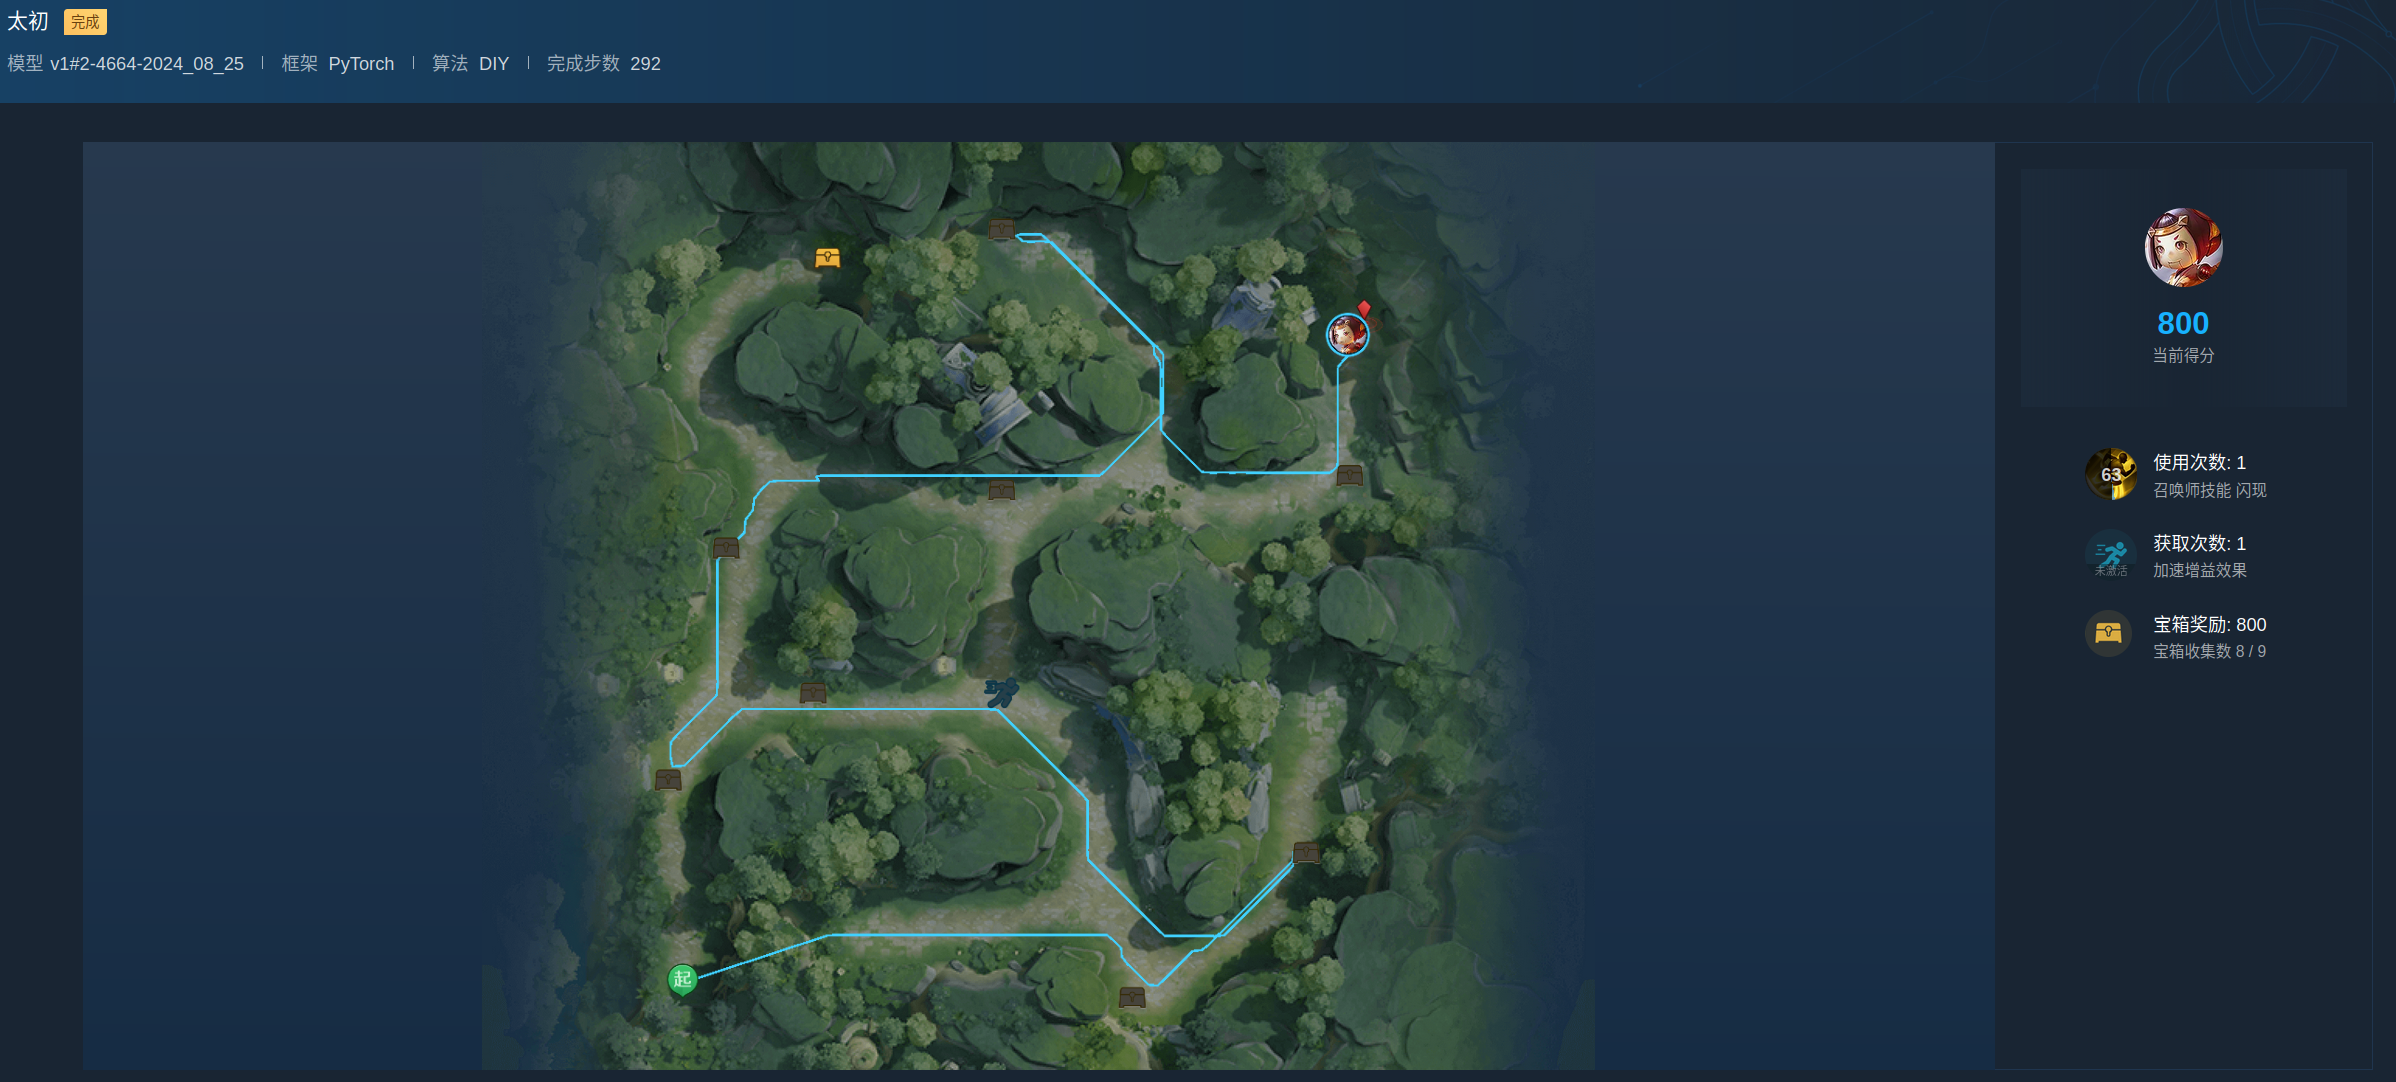 太初 完成
模型 v1#2-4664-2024_08_25 | 框架 PyTorch | 算法 DIY | 完成步数 292
800
当前得分
63
使用次数: 1
召唤师技能 闪现
获取次数: 1
未激活
加速增益效果
宝箱奖励: 800
宝箱收集数 8 / 9
起